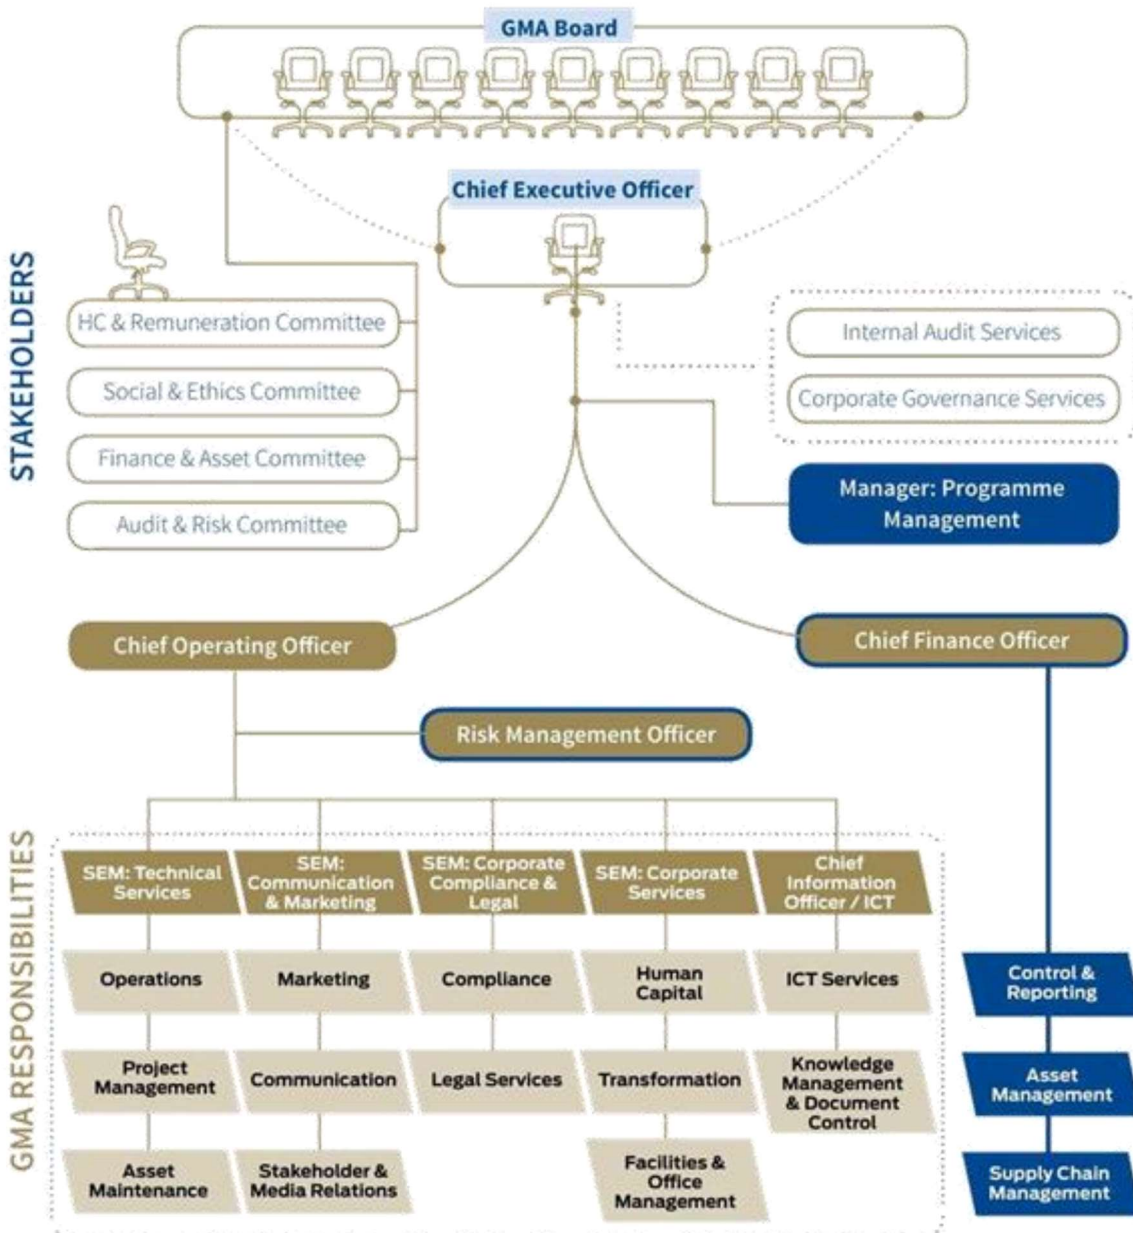 GMA Board
Chief Executive Officer
STAKEHOLDERS
HC & Remuneration Committee
Social & Ethics Committee
Finance & Asset Committee
Audit & Risk Committee
Internal Audit Services
Corporate Governance Services
Manager: Programme
Management
Chief Operating Officer
Chief Finance Officer
Risk Management Officer
GMA RESPONSIBILITIES
SEM: Technical
Services
Operations
Project
Management
Asset
Maintenance
SEM:
Communication
& Marketing
Marketing
Communication
Stakeholder &
Media Relations
SEM: Corporate
Compliance &
Legal
Compliance
Legal Services
SEM: Corporate
Services
Human
Capital
Transformation
Facilities &
Office
Management
Chief
Information
Officer / ICT
ICT Services
Knowledge
Management
& Document
Control
Control &
Reporting
Asset
Management
Supply Chain
Management